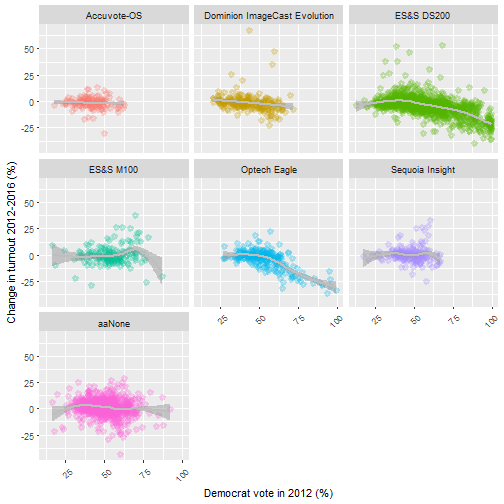 Accuvote-OS Dominion ImageCast Evolution ES&S DS200
50
25
0
-25
ES&S M100 Optech Eagle Sequoia Insight
50
25
0
-25
25 50 75 100 25 50 75 100
aaNone
50
25
0
-25
25 50 75 100
Change in turnout 2012-2016 (%)
Democrat vote in 2012 (%)